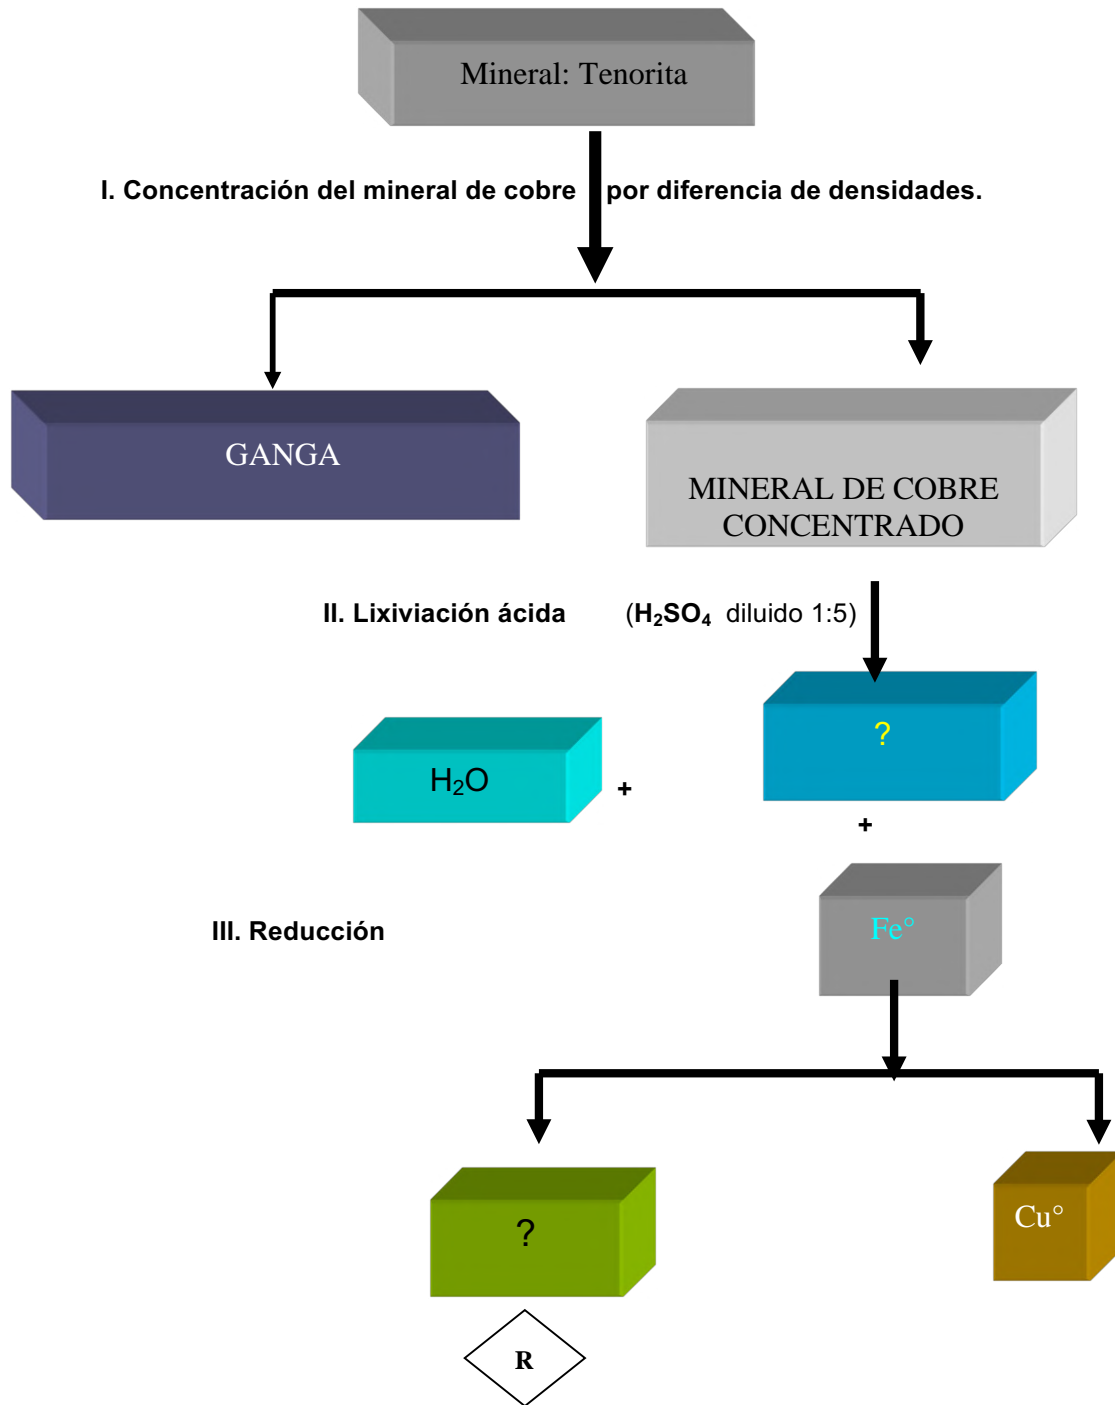 Mineral: Tenorita
I. Concentración del mineral de cobre por diferencia de densidades.
GANGA
MINERAL DE COBRE
CONCENTRADO
II. Lixiviación ácida (H₂SO₄ diluido 1:5)
?
H₂O
+
+
Fe°
III. Reducción
?
Cu°
R